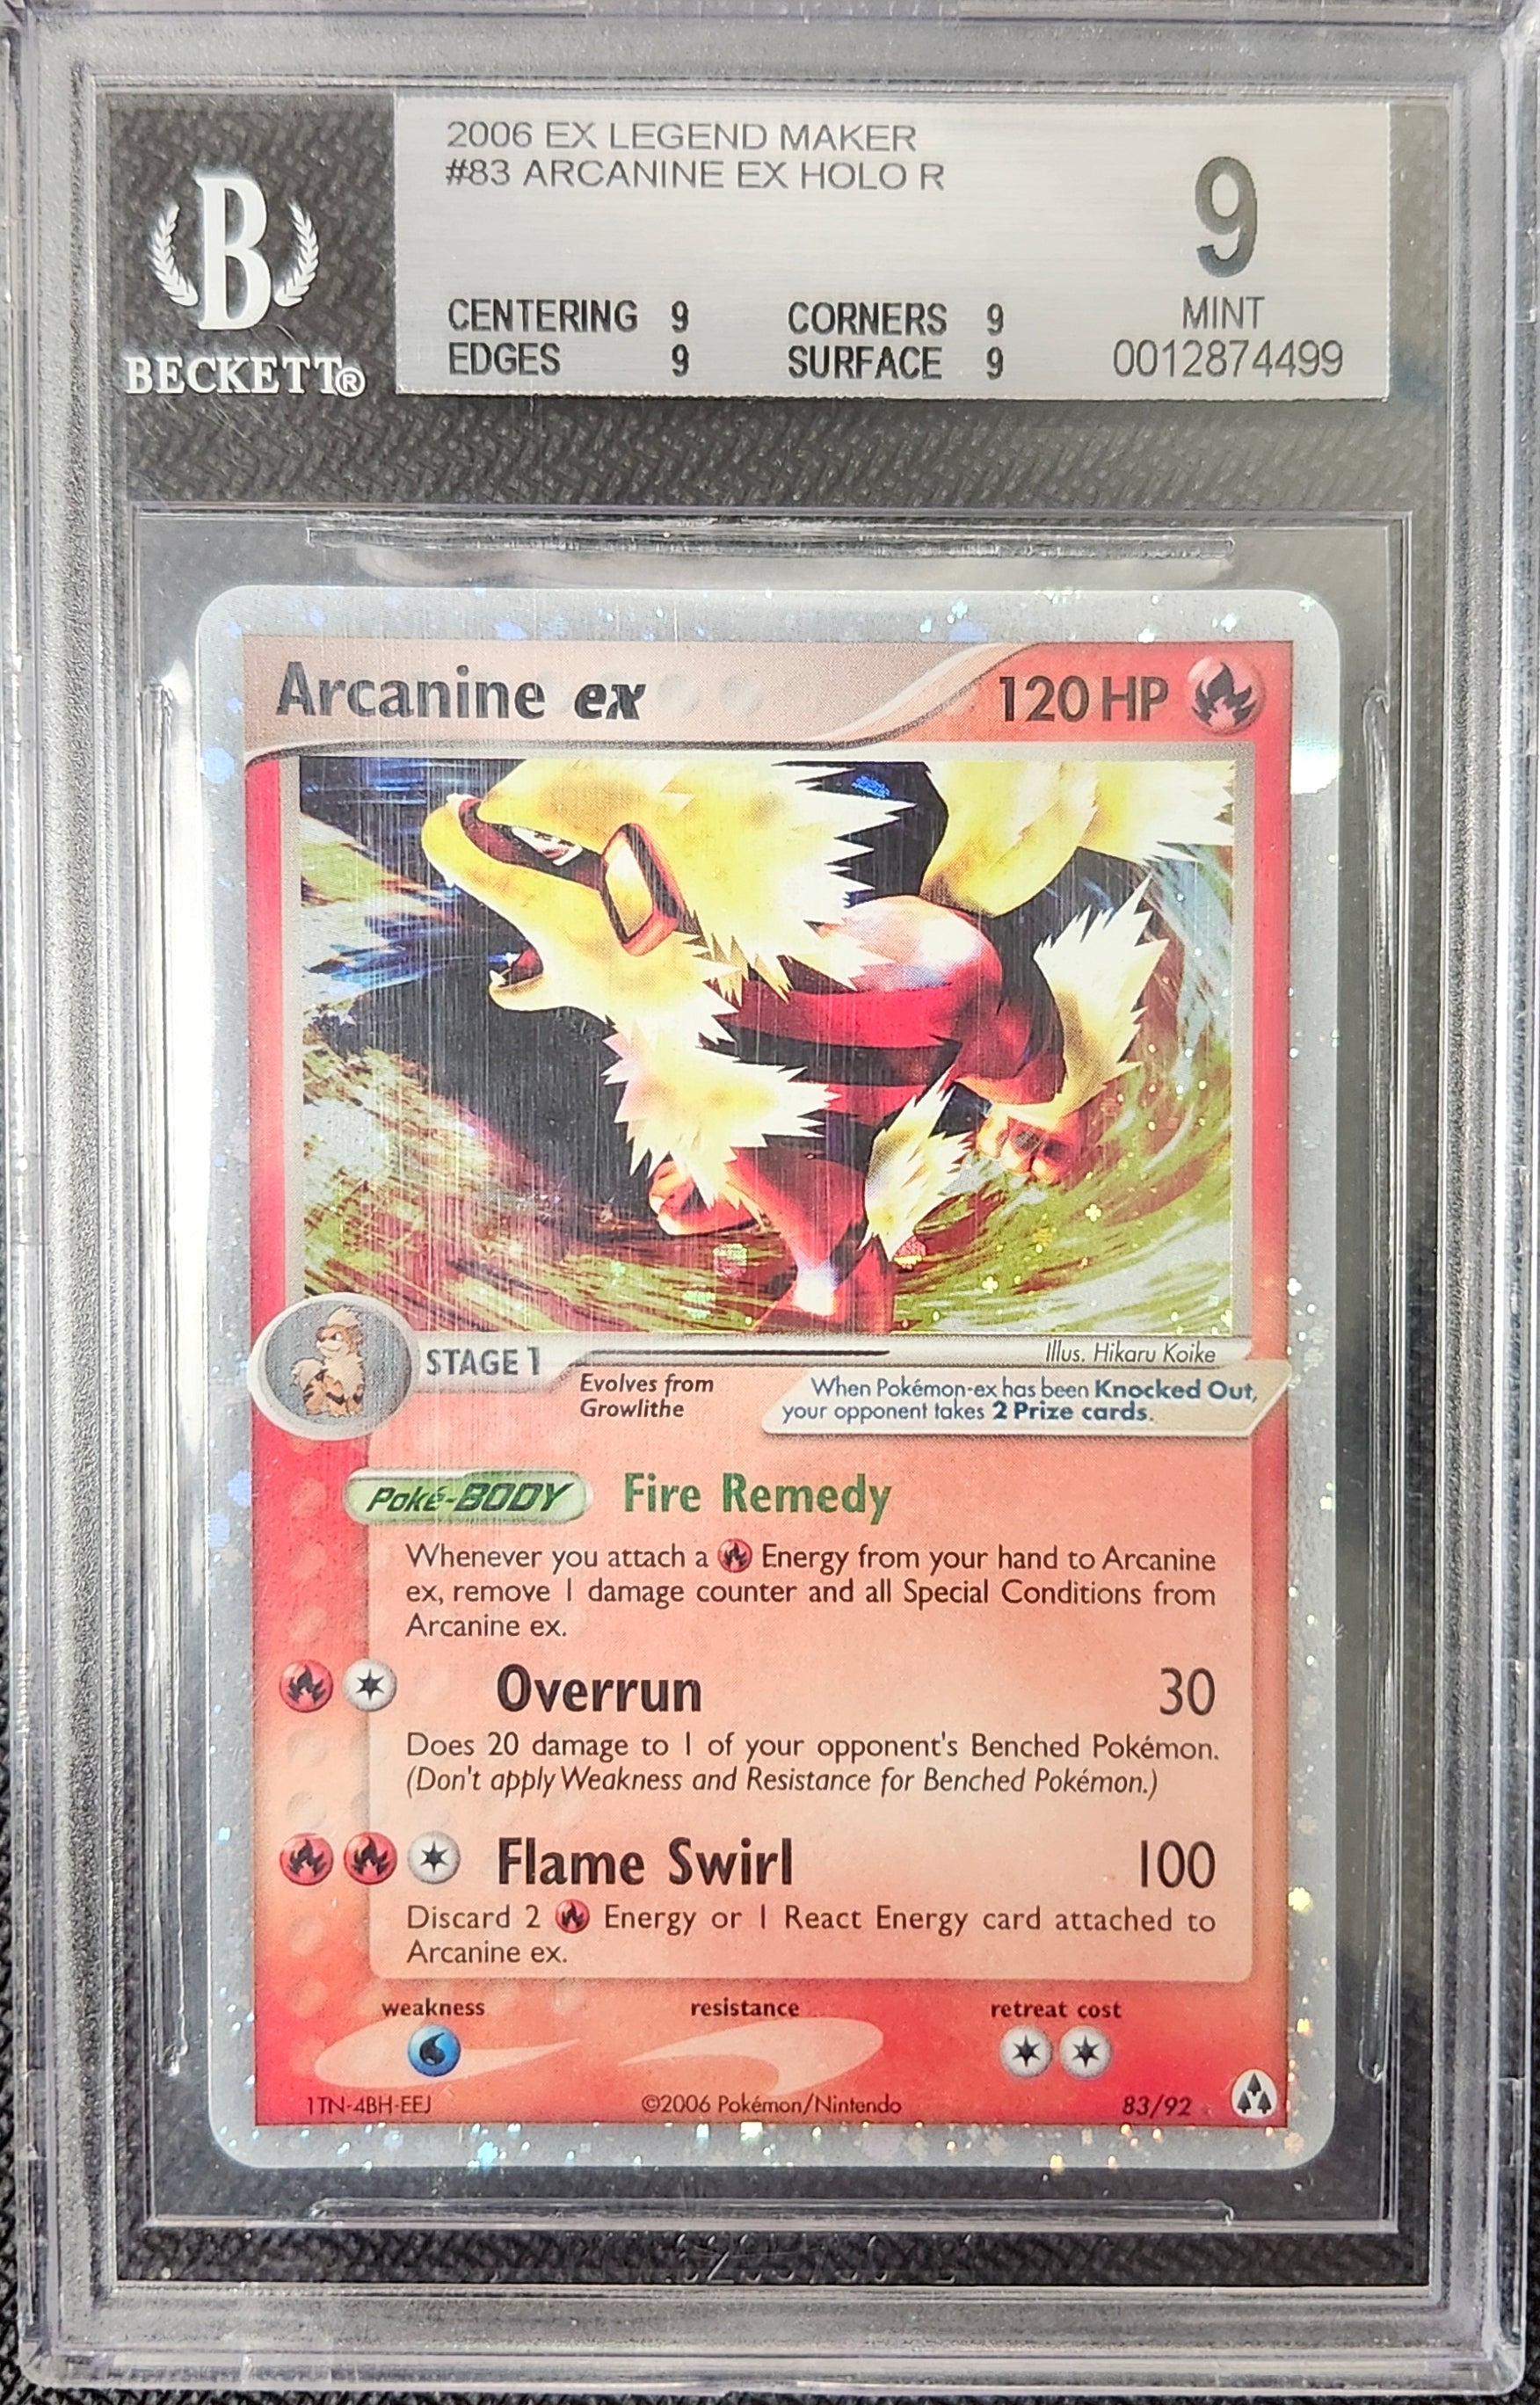 2006 EX LEGEND MAKER
#83 ARCANINE EX HOLO R
9
CENTERING 9 CORNERS 9
MINT
EDGES 9 SURFACE 9
0012874499
B
BECKETT®
Arcanine ex 120 HP
STAGE 1
Illus. Hikaru Koike
Evolves from
Growlithe
When Pokémon-ex has been Knocked Out,
your opponent takes 2 Prize cards.
Poké-BODY Fire Remedy
Whenever you attach a Energy from your hand to Arcanine
ex, remove 1 damage counter and all Special Conditions from
Arcanine ex.
Overrun 30
Does 20 damage to 1 of your opponent's Benched Pokémon.
(Don't apply Weakness and Resistance for Benched Pokémon.)
Flame Swirl 100
Discard 2 Energy or 1 React Energy card attached to
Arcanine ex.
weakness resistance retreat cost
1TN-4BH-EEJ ©2006 Pokémon/Nintendo 83/92